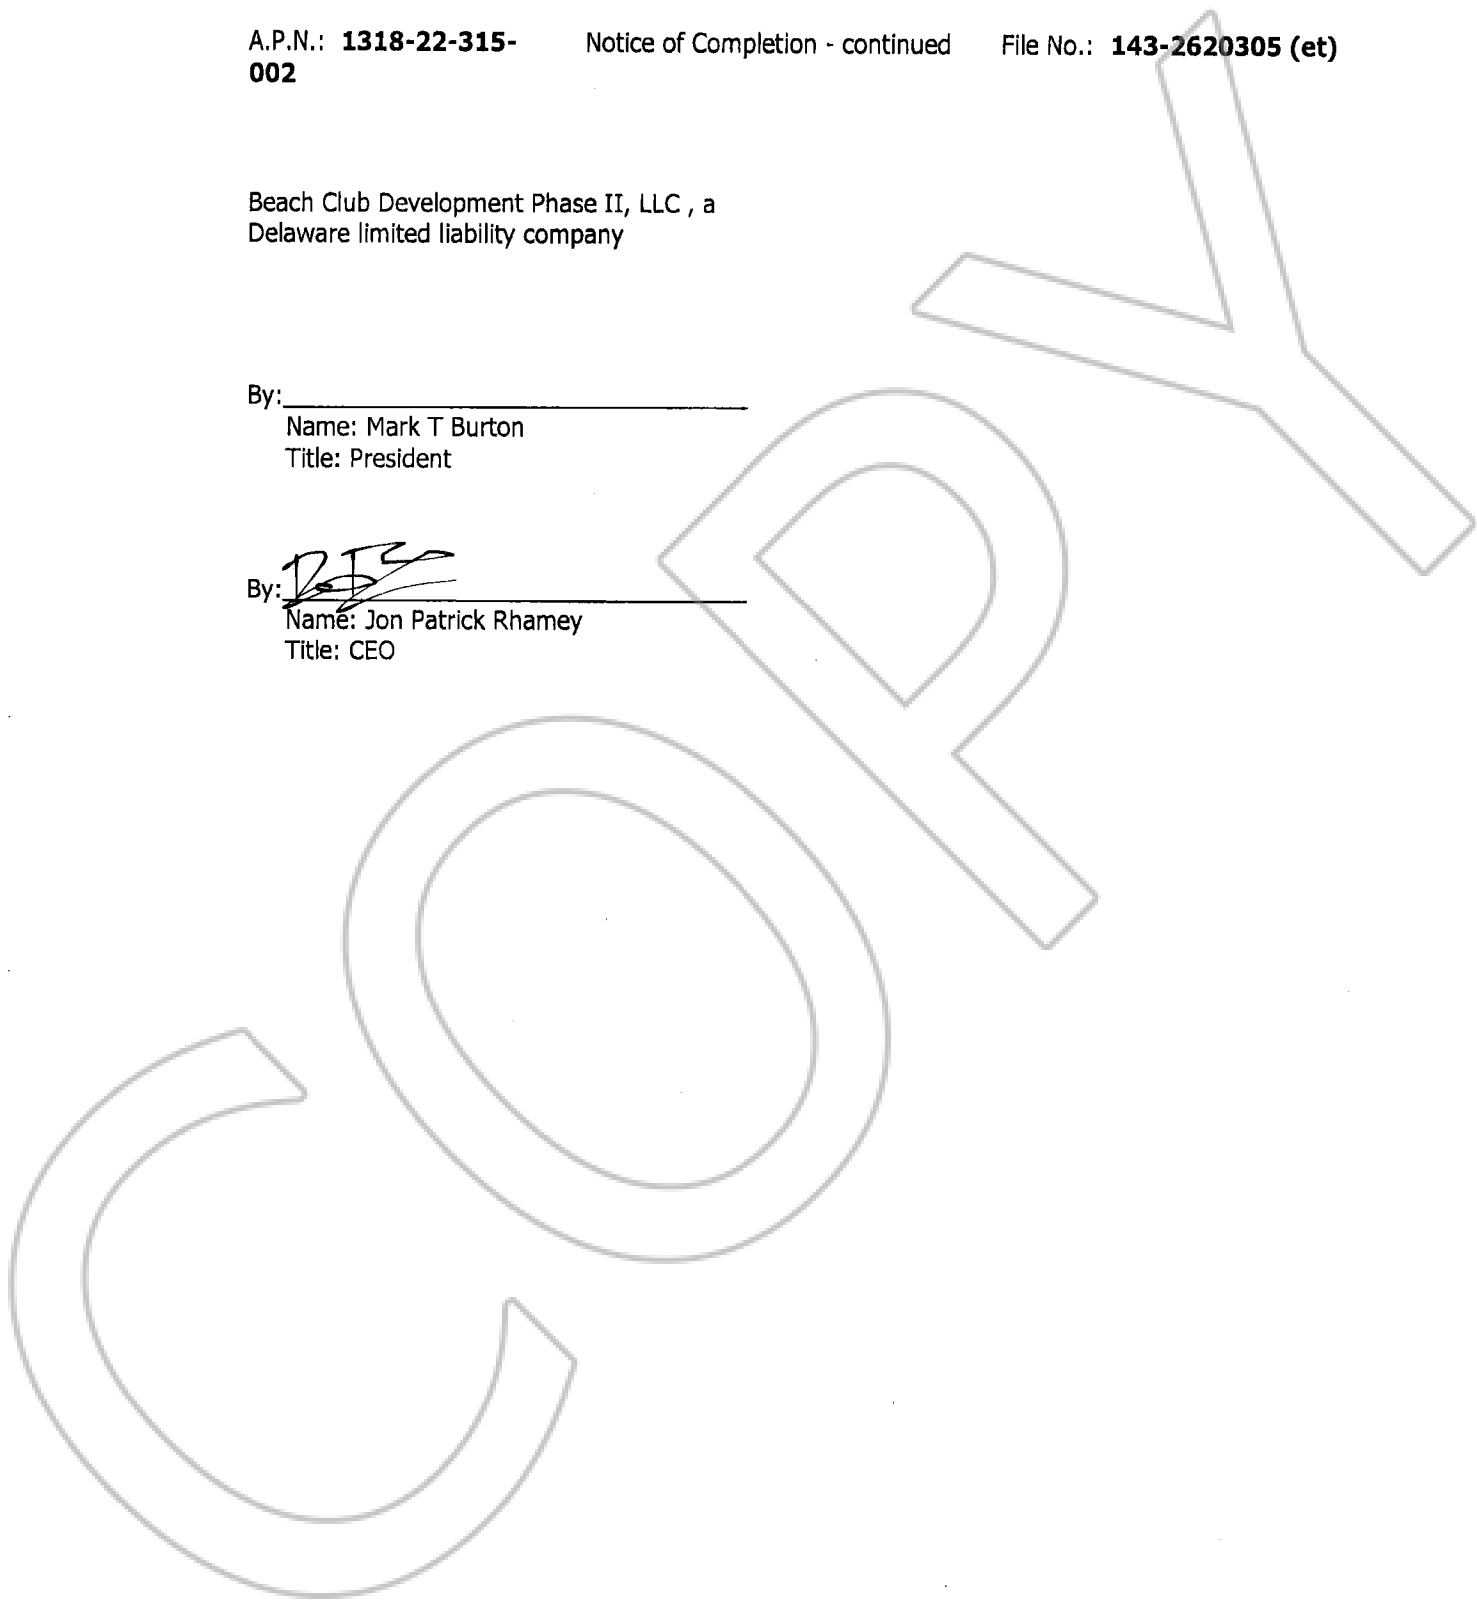 A.P.N.: 1318-22-315- Notice of Completion - continued File No.: 143-2620305 (et)
002
Beach Club Development Phase II, LLC , a
Delaware limited liability company
By:
Name: Mark T Burton
Title: President
By:
Name: Jon Patrick Rhamey
Title: CEO
COPY